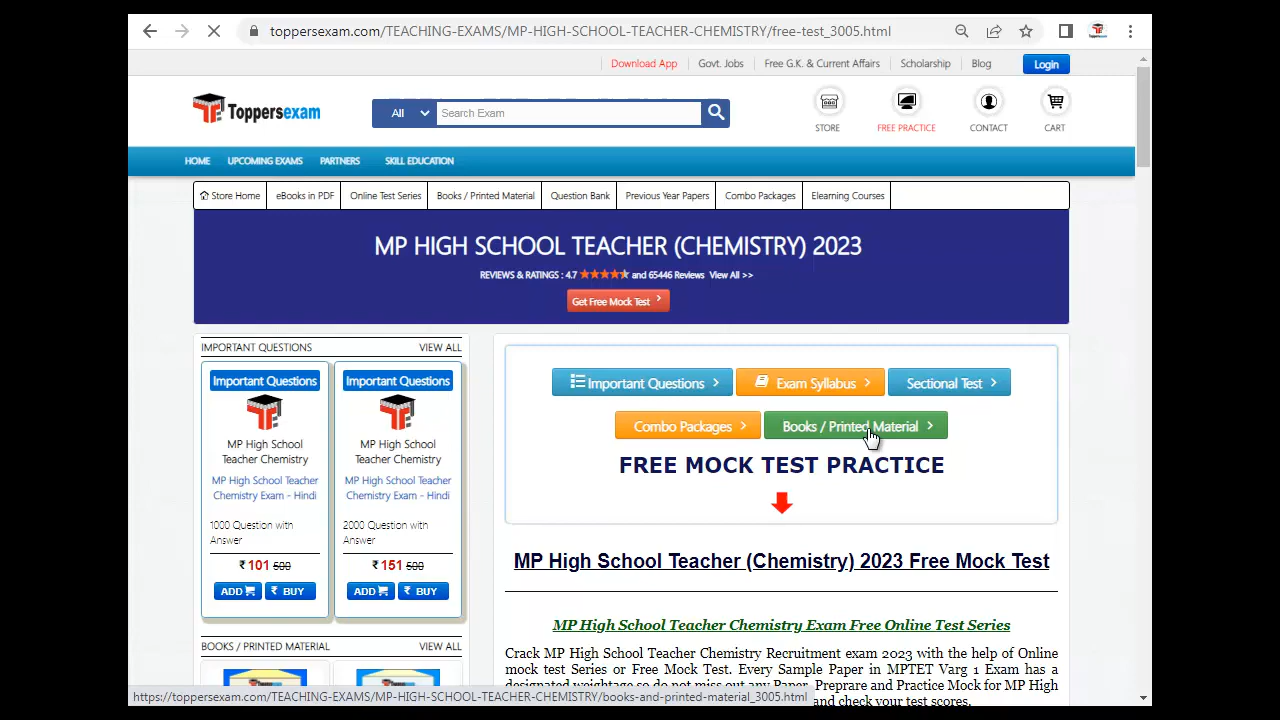 toppersexam.com/TEACHING-EXAMS/MP-HIGH-SCHOOL-TEACHER-CHEMISTRY/free-test_3005.html
Download App Govt. Jobs Free G.K. & Current Affairs Scholarship Blog Login
Toppersexam All Search Exam
STORE FREE PRACTICE CONTACT CART
HOME UPCOMING EXAMS PARTNERS SKILL EDUCATION
Store Home eBooks in PDF Online Test Series Books / Printed Material Question Bank Previous Year Papers Combo Packages Elearning Courses
MP HIGH SCHOOL TEACHER (CHEMISTRY) 2023
REVIEWS & RATINGS : 4.7 and 65446 Reviews View All >>
Get Free Mock Test
IMPORTANT QUESTIONS VIEW ALL
Important Questions
MP High School
Teacher Chemistry
MP High School Teacher
Chemistry Exam - Hindi
1000 Question with
Answer
₹ 101 500
ADD ₹ BUY
Important Questions
MP High School
Teacher Chemistry
MP High School Teacher
Chemistry Exam - Hindi
2000 Question with
Answer
₹ 151 500
ADD ₹ BUY
BOOKS / PRINTED MATERIAL VIEW ALL
Important Questions Exam Syllabus Sectional Test
Combo Packages Books / Printed Material
FREE MOCK TEST PRACTICE
MP High School Teacher (Chemistry) 2023 Free Mock Test
MP High School Teacher Chemistry Exam Free Online Test Series
Crack MP High School Teacher Chemistry Recruitment exam 2023 with the help of Online
mock test Series or Free Mock Test. Every Sample Paper in MPTET Varg 1 Exam has a
designated weightage so do not miss out any Paper. Preprare and Practice Mock for MP High
and check your test scores.
https://toppersexam.com/TEACHING-EXAMS/MP-HIGH-SCHOOL-TEACHER-CHEMISTRY/books-and-printed-material_3005.html